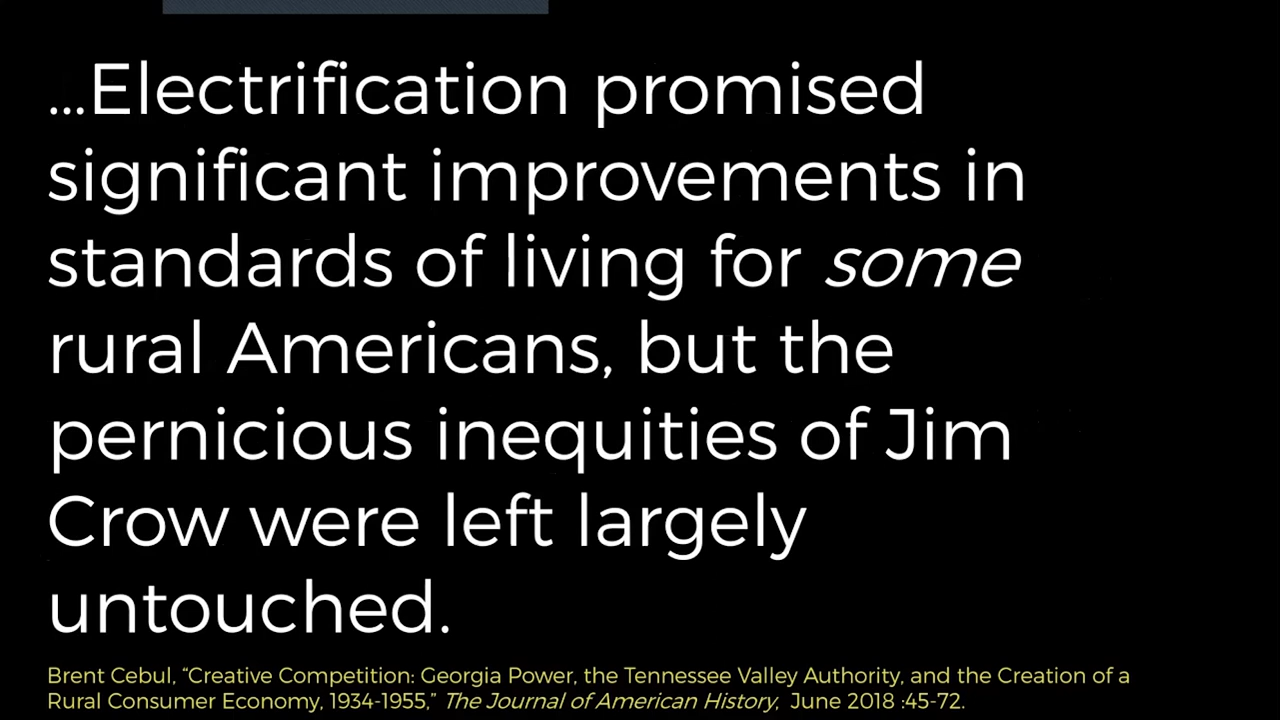 ...Electrification promised
significant improvements in
standards of living for some
rural Americans, but the
pernicious inequities of Jim
Crow were left largely
untouched.
Brent Cebul, “Creative Competition: Georgia Power, the Tennessee Valley Authority, and the Creation of a
Rural Consumer Economy, 1934-1955,” The Journal of American History, June 2018 :45-72.